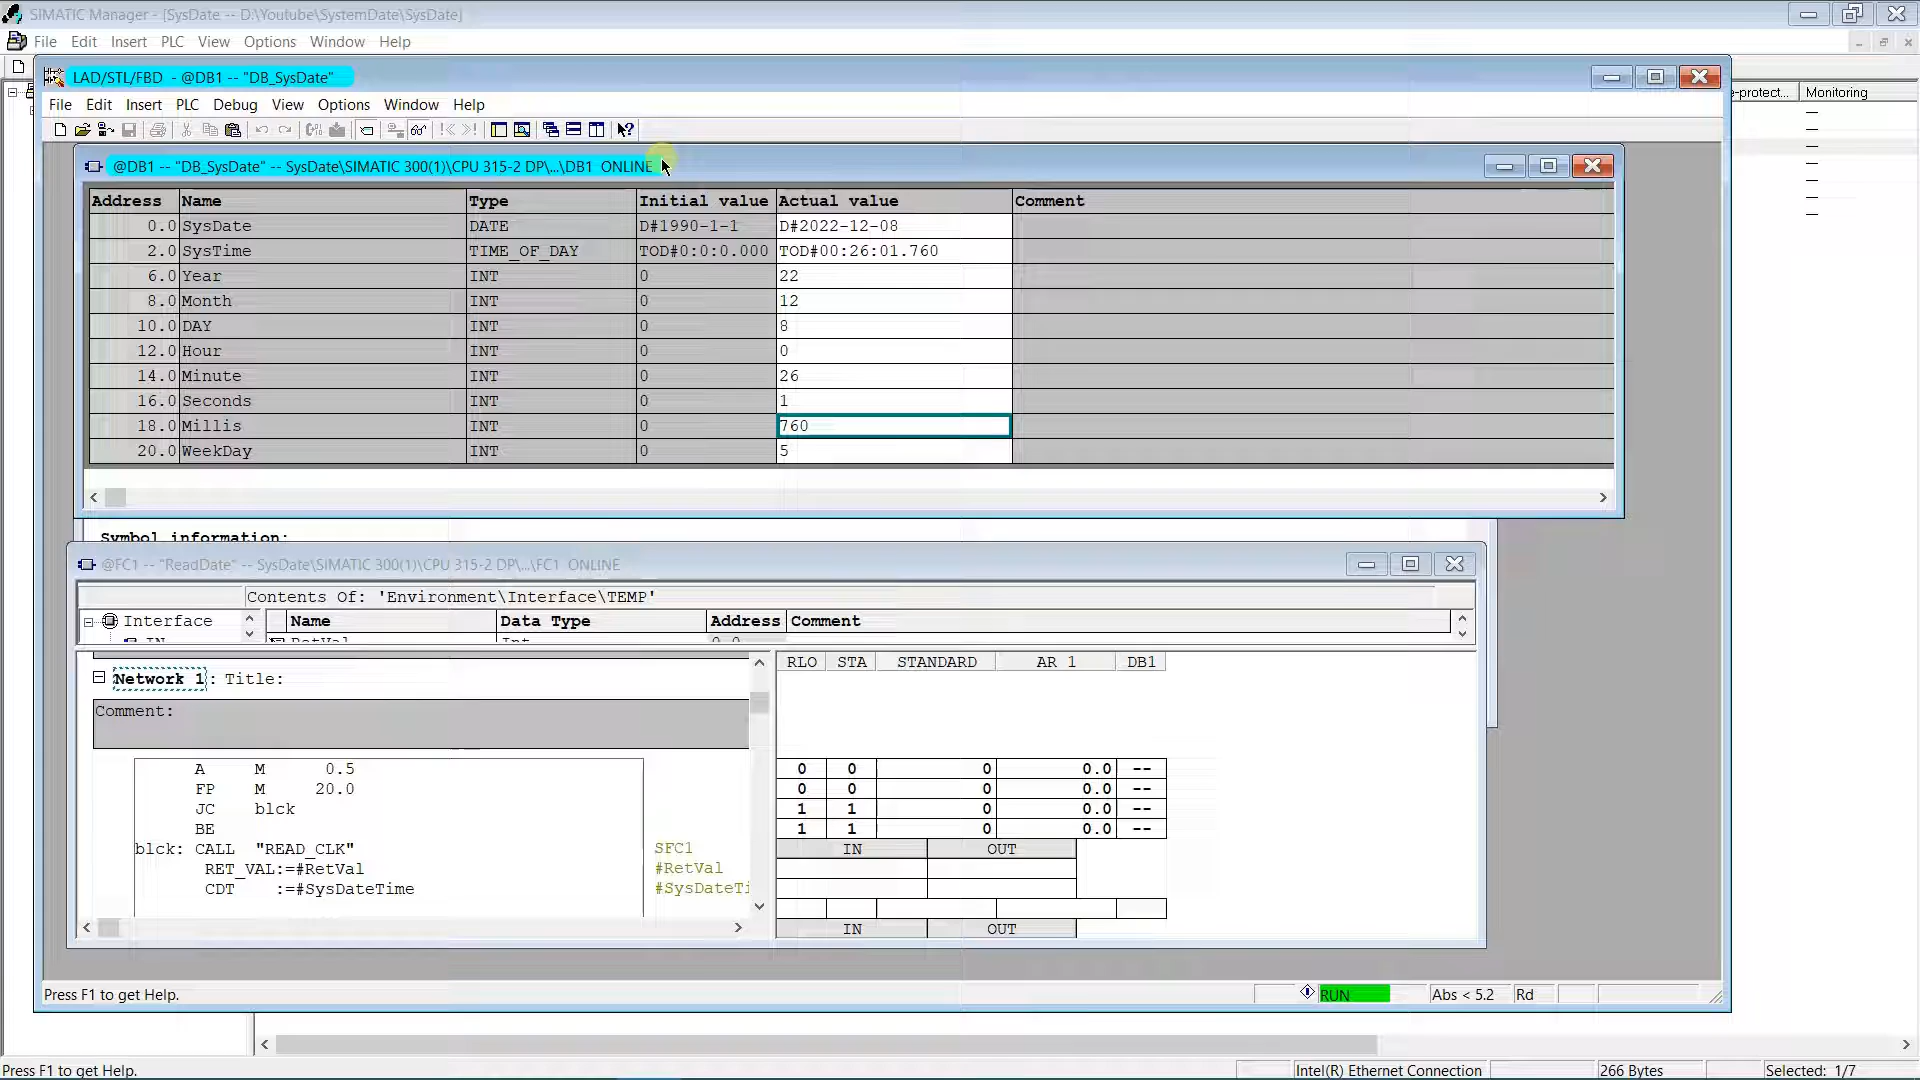 SIMATIC Manager - [SysDate -- D:\Youtube\SystemDate\SysDate]
File Edit Insert PLC View Options Window Help
LAD/STL/FBD - @DB1 -- "DB_SysDate"
e-protect... Monitoring
File Edit Insert PLC Debug View Options Window Help
@DB1 -- "DB_SysDate" -- SysDate\SIMATIC 300(1)\CPU 315-2 DP\...\DB1 ONLINE
Address Name Type Initial value Actual value Comment
0.0 SysDate DATE D#1990-1-1 D#2022-12-08
2.0 SysTime TIME_OF_DAY TOD#0:0:0.000 TOD#00:26:01.760
6.0 Year INT 0 22
8.0 Month INT 0 12
10.0 DAY INT 0 8
12.0 Hour INT 0 0
14.0 Minute INT 0 26
16.0 Seconds INT 0 1
18.0 Millis INT 0 760
20.0 WeekDay INT 0 5
Symbol information:
@FC1 -- "ReadDate" -- SysDate\SIMATIC 300(1)\CPU 315-2 DP\...\FC1 ONLINE
Contents Of: 'Environment\Interface\TEMP'
Interface Name Data Type Address Comment
IN RetVal Int 0.0
RLO STA STANDARD AR 1 DB1
Network 1: Title:
Comment:
A M 0.5 0 0 0 0.0 --
FP M 20.0 0 0 0 0.0 --
JC blck 1 1 0 0.0 --
BE 1 1 0 0.0 --
blck: CALL "READ_CLK" SFC1 IN OUT
RET_VAL:=#RetVal #RetVal
CDT :=#SysDateTime #SysDateTi
IN OUT
Press F1 to get Help. RUN Abs < 5.2 Rd
Press F1 to get Help. Intel(R) Ethernet Connection 266 Bytes Selected: 1/7